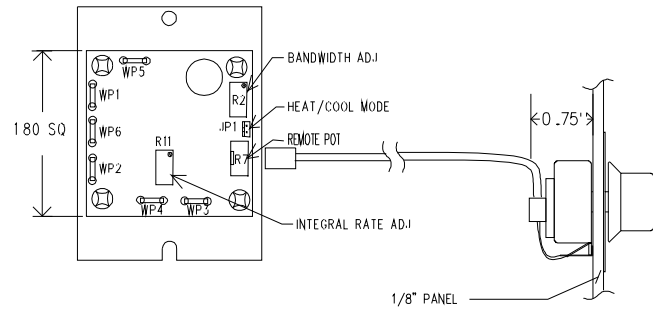 BANDWIDTH ADJ
WP5
WP1
R2
HEAT/COOL MODE
JP1
0.75"
180 SQ
WP6
R11
REMOTE POT
WP2
R7
WP4
WP3
INTEGRAL RATE ADJ
1/8" PANEL